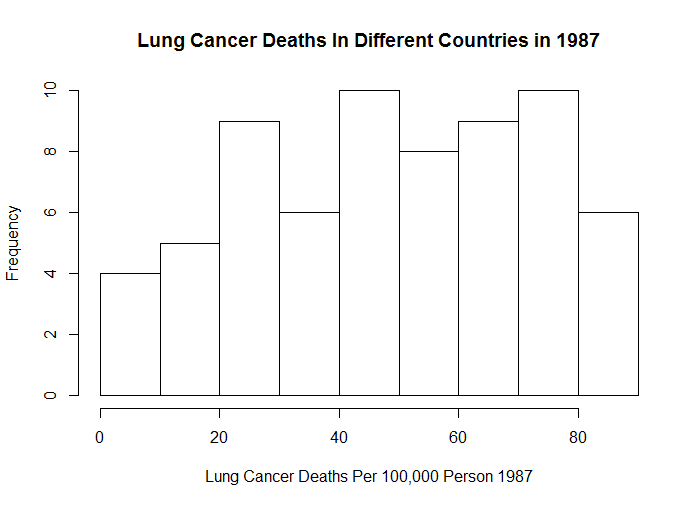 Lung Cancer Deaths In Different Countries in 1987
Frequency
10
8
6
4
2
0
0 20 40 60 80
Lung Cancer Deaths Per 100,000 Person 1987